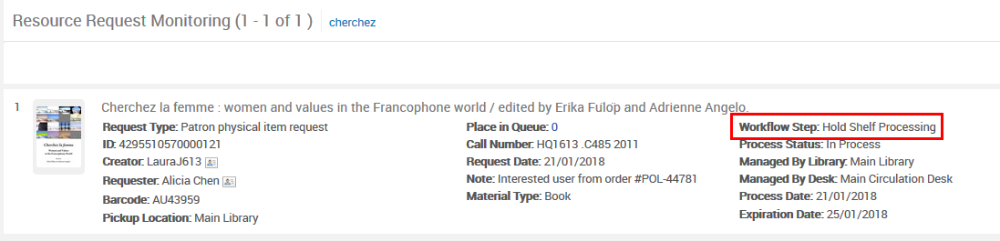 Resource Request Monitoring (1 - 1 of 1 ) cherchez
1
Cherchez la femme : women and values in the Francophone world / edited by Erika Fulop and Adrienne Angelo.
Request Type: Patron physical item request
ID: 4295510570000121
Creator: LauraJ613
Requester: Alicia Chen
Barcode: AU43959
Pickup Location: Main Library
Place in Queue: 0
Call Number: HQ1613 .C485 2011
Request Date: 21/01/2018
Note: Interested user from order #POL-44781
Material Type: Book
Workflow Step: Hold Shelf Processing
Process Status: In Process
Managed By Library: Main Library
Managed By Desk: Main Circulation Desk
Process Date: 21/01/2018
Expiration Date: 25/01/2018
Cherchez la femme